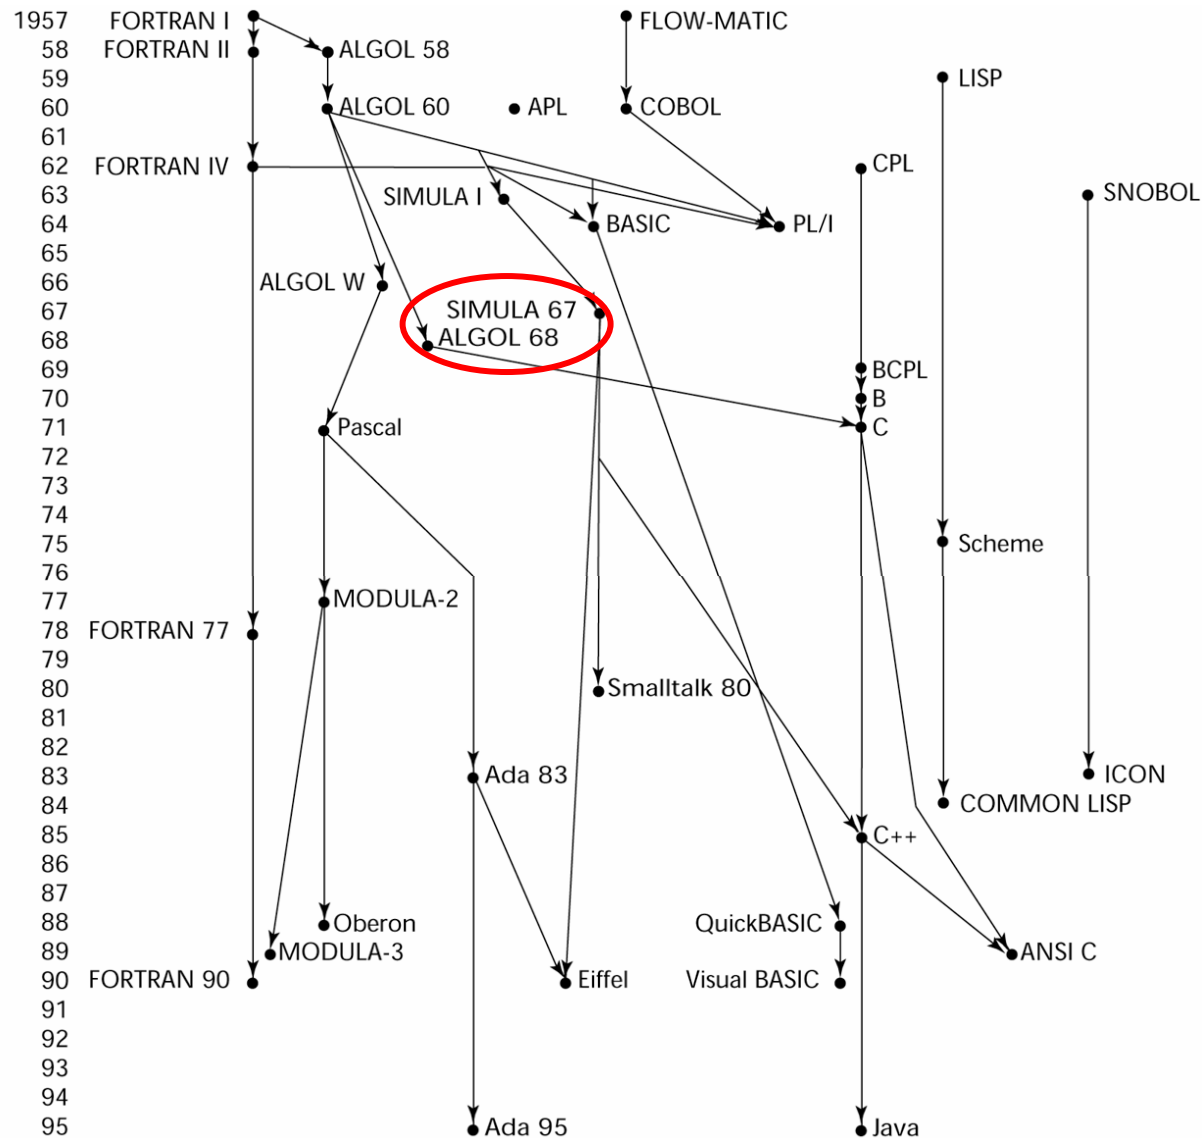 1957 FORTRAN I FLOW-MATIC
58 FORTRAN II ALGOL 58
59 LISP
60 ALGOL 60 APL COBOL
61
62 FORTRAN IV CPL
63 SIMULA I SNOBOL
64 BASIC PL/I
65
66 ALGOL W
67 SIMULA 67
68 ALGOL 68
69 BCPL
70 B
71 Pascal C
72
73
74
75 Scheme
76
77 MODULA-2
78 FORTRAN 77
79
80 Smalltalk 80
81
82
83 Ada 83 ICON
84 COMMON LISP
85 C++
86
87
88 Oberon QuickBASIC
89 MODULA-3 ANSI C
90 FORTRAN 90 Eiffel Visual BASIC
91
92
93
94
95 Ada 95 Java